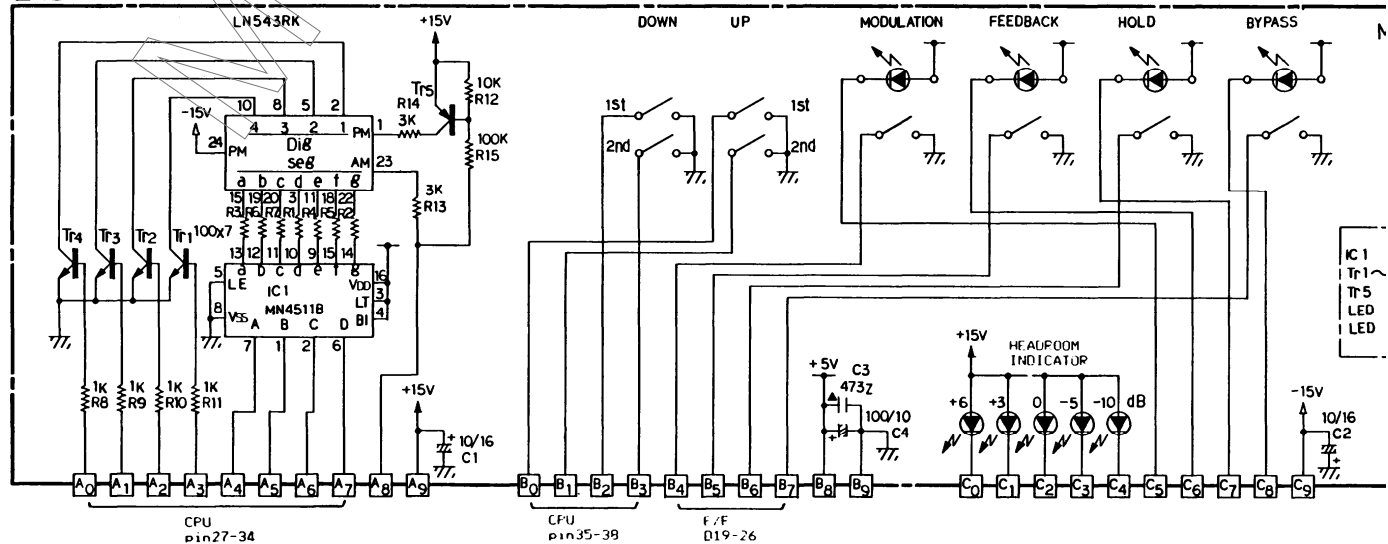 LN543RK +15V DOWN UP MODULATION FEEDBACK HOLD BYPASS
M
Tr5 10K R12
R14 3K
-15V 10 8 5 2
4 3 2 1 PM 1
24 PM Dig seg AM 23
100K R15
1st 1st
2nd 2nd
a b c d e f g
15 19 20 3 11 18 22
R3 R6 R7 R1 R4 R5 R2
100x7
3K R13
Tr4 Tr3 Tr2 Tr1
13 12 11 10 9 15 14
a b c d e f g
5 LE IC1 VDD 16
MN4511B LT 3
8 VSS BI 4
A B C D
7 1 2 6
IC 1
Tr1~
Tr5
LED
LED
1K R8 1K R9 1K R10 1K R11
+15V
+ 10/16 C1
+5V C3 473Z
100/10 C4
+
+15V HEADROOM INDICATOR
+6 +3 0 -5 -10 dB
-15V
10/16 C2
+
A0 A1 A2 A3 A4 A5 A6 A7 A8 A9
B0 B1 B2 B3 B4 B5 B6 B7 B8 B9
C0 C1 C2 C3 C4 C5 C6 C7 C8 C9
CPU pin27-34
CPU pin35-38
F/F Q19-26